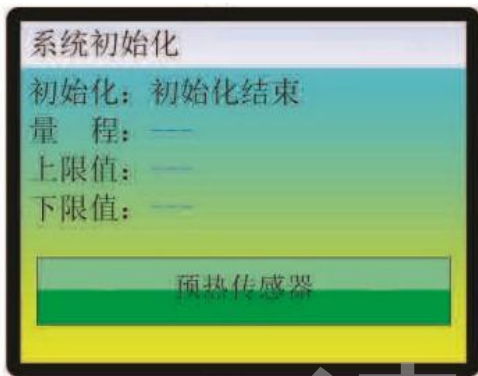 系统初始化
初始化：初始化结束
量　程：---
上限值：---
下限值：---
预热传感器